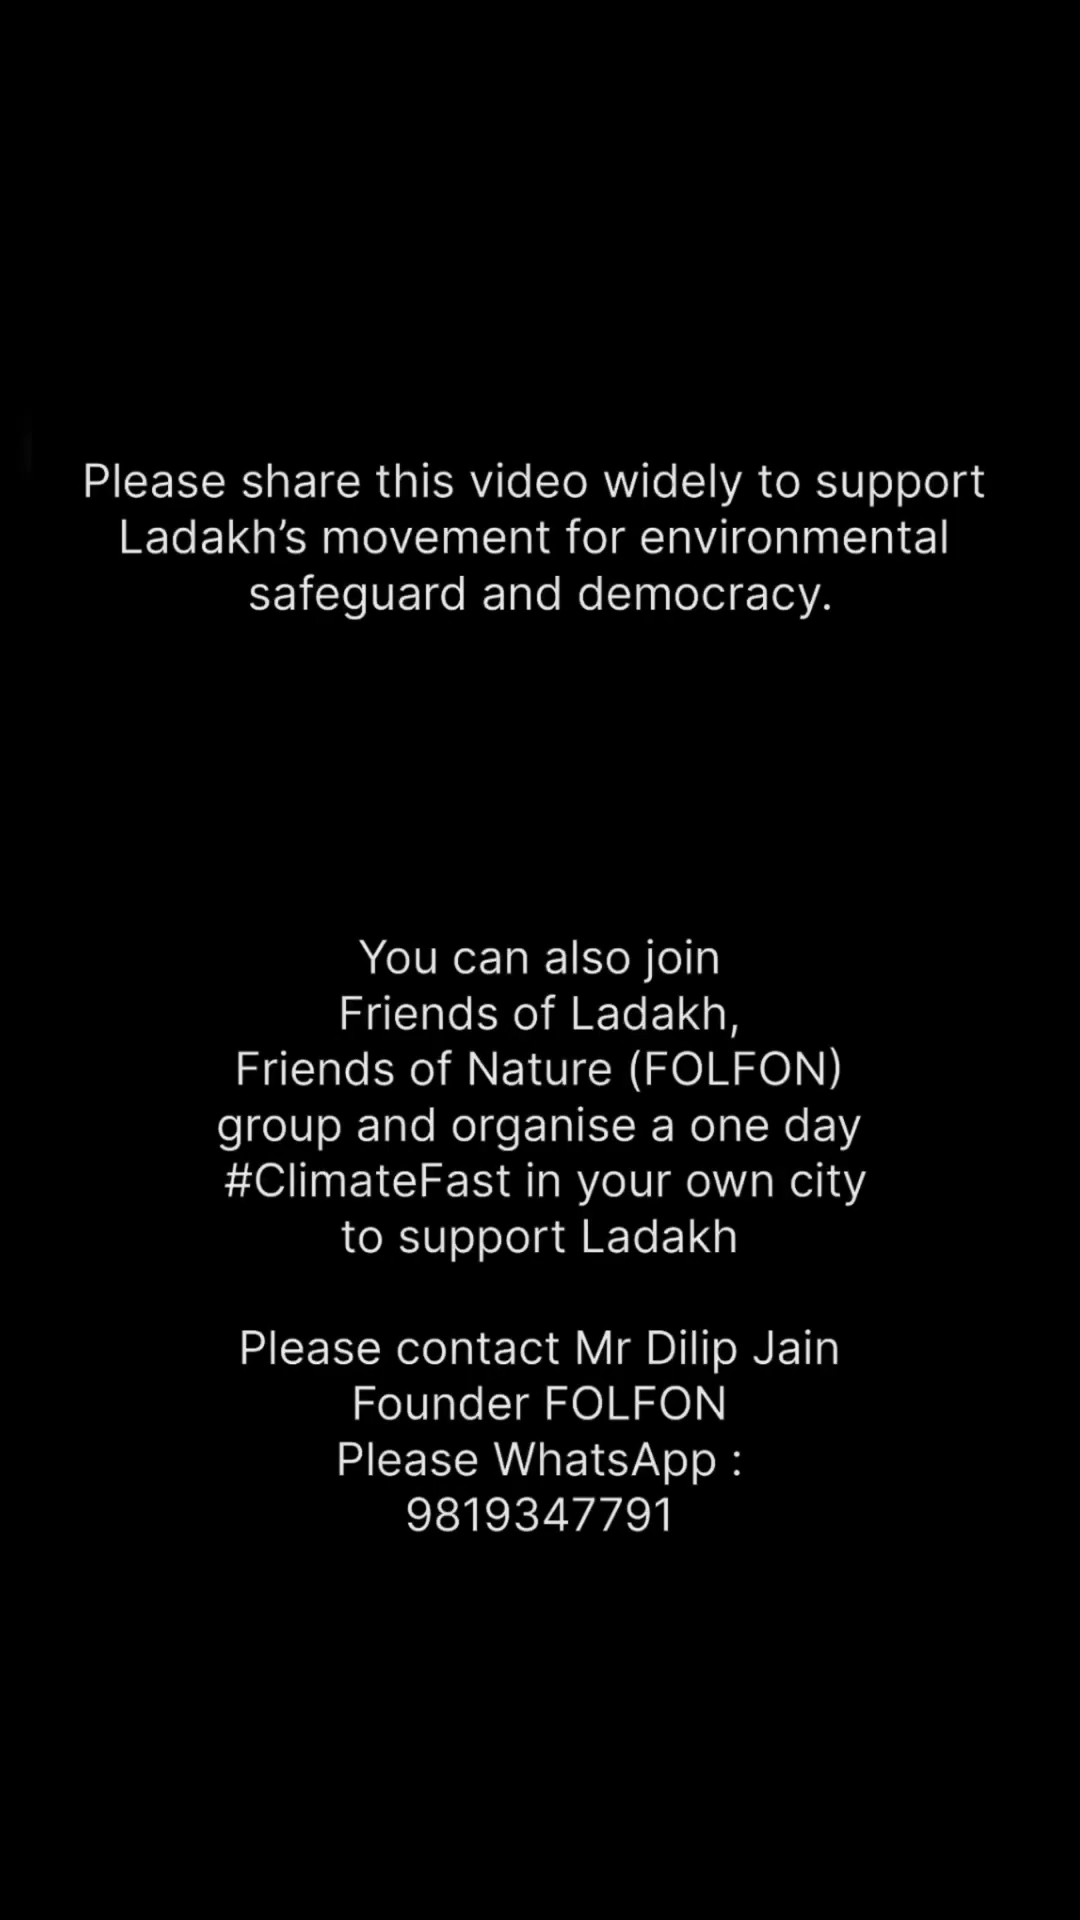 Please share this video widely to support
Ladakh’s movement for environmental
safeguard and democracy.
You can also join
Friends of Ladakh,
Friends of Nature (FOLFON)
group and organise a one day
#ClimateFast in your own city
to support Ladakh
Please contact Mr Dilip Jain
Founder FOLFON
Please WhatsApp :
9819347791